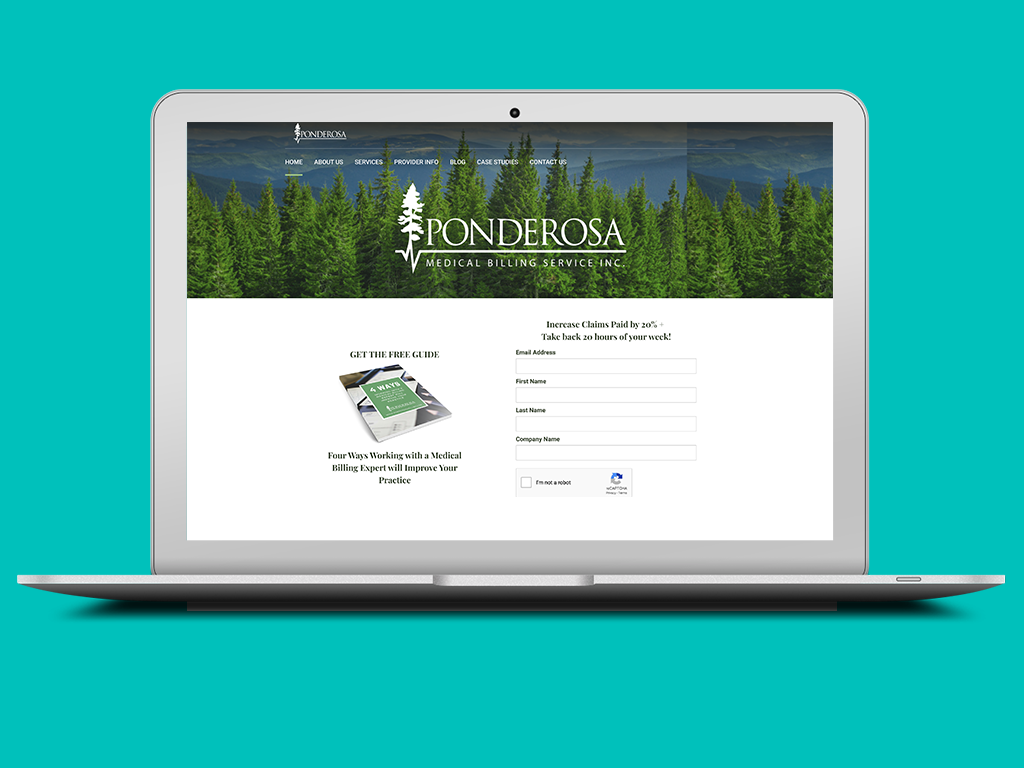 PONDEROSA
HOME ABOUT US SERVICES PROVIDER INFO BLOG CASE STUDIES CONTACT US
PONDEROSA
MEDICAL BILLING SERVICE INC.
GET THE FREE GUIDE
4 WAYS
Four Ways Working with a Medical
Billing Expert will Improve Your
Practice
Increase Claims Paid by 20% +
Take back 20 hours of your week!
Email Address
First Name
Last Name
Company Name
I'm not a robot
reCAPTCHA
Privacy - Terms